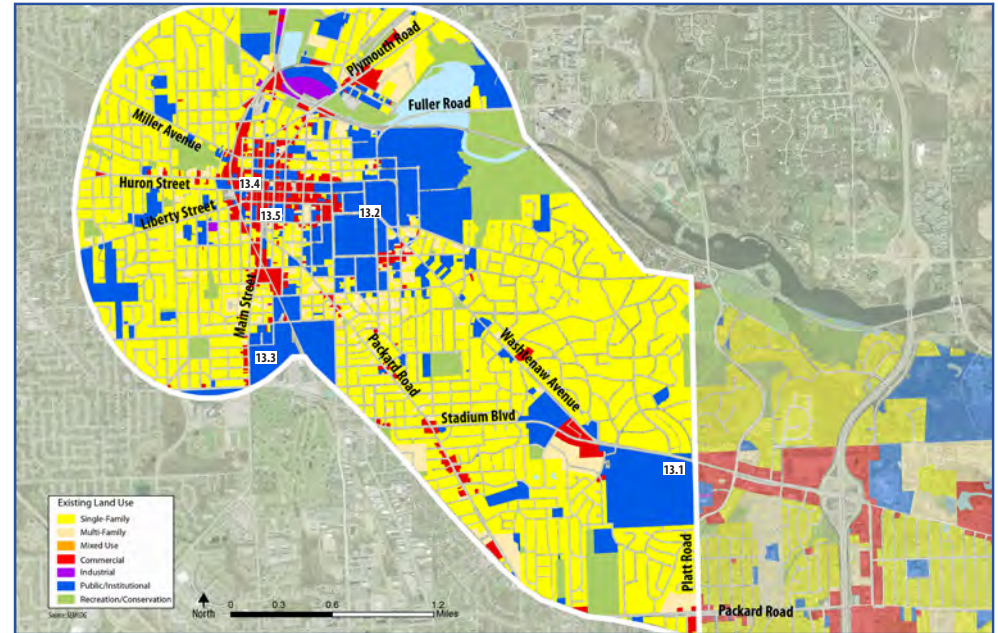 Plymouth Road
Fuller Road
Miller Avenue
Huron Street
13.4
Liberty Street
13.5
13.2
Main Street
13.3
Packard Road
Washtenaw Avenue
Stadium Blvd
13.1
Platt Road
Packard Road
Existing Land Use
Single-Family
Multi-Family
Mixed Use
Commercial
Industrial
Public/Institutional
Recreation/Conservation
Source: SEMCOG
North
0 0.3 0.6 1.2
Miles